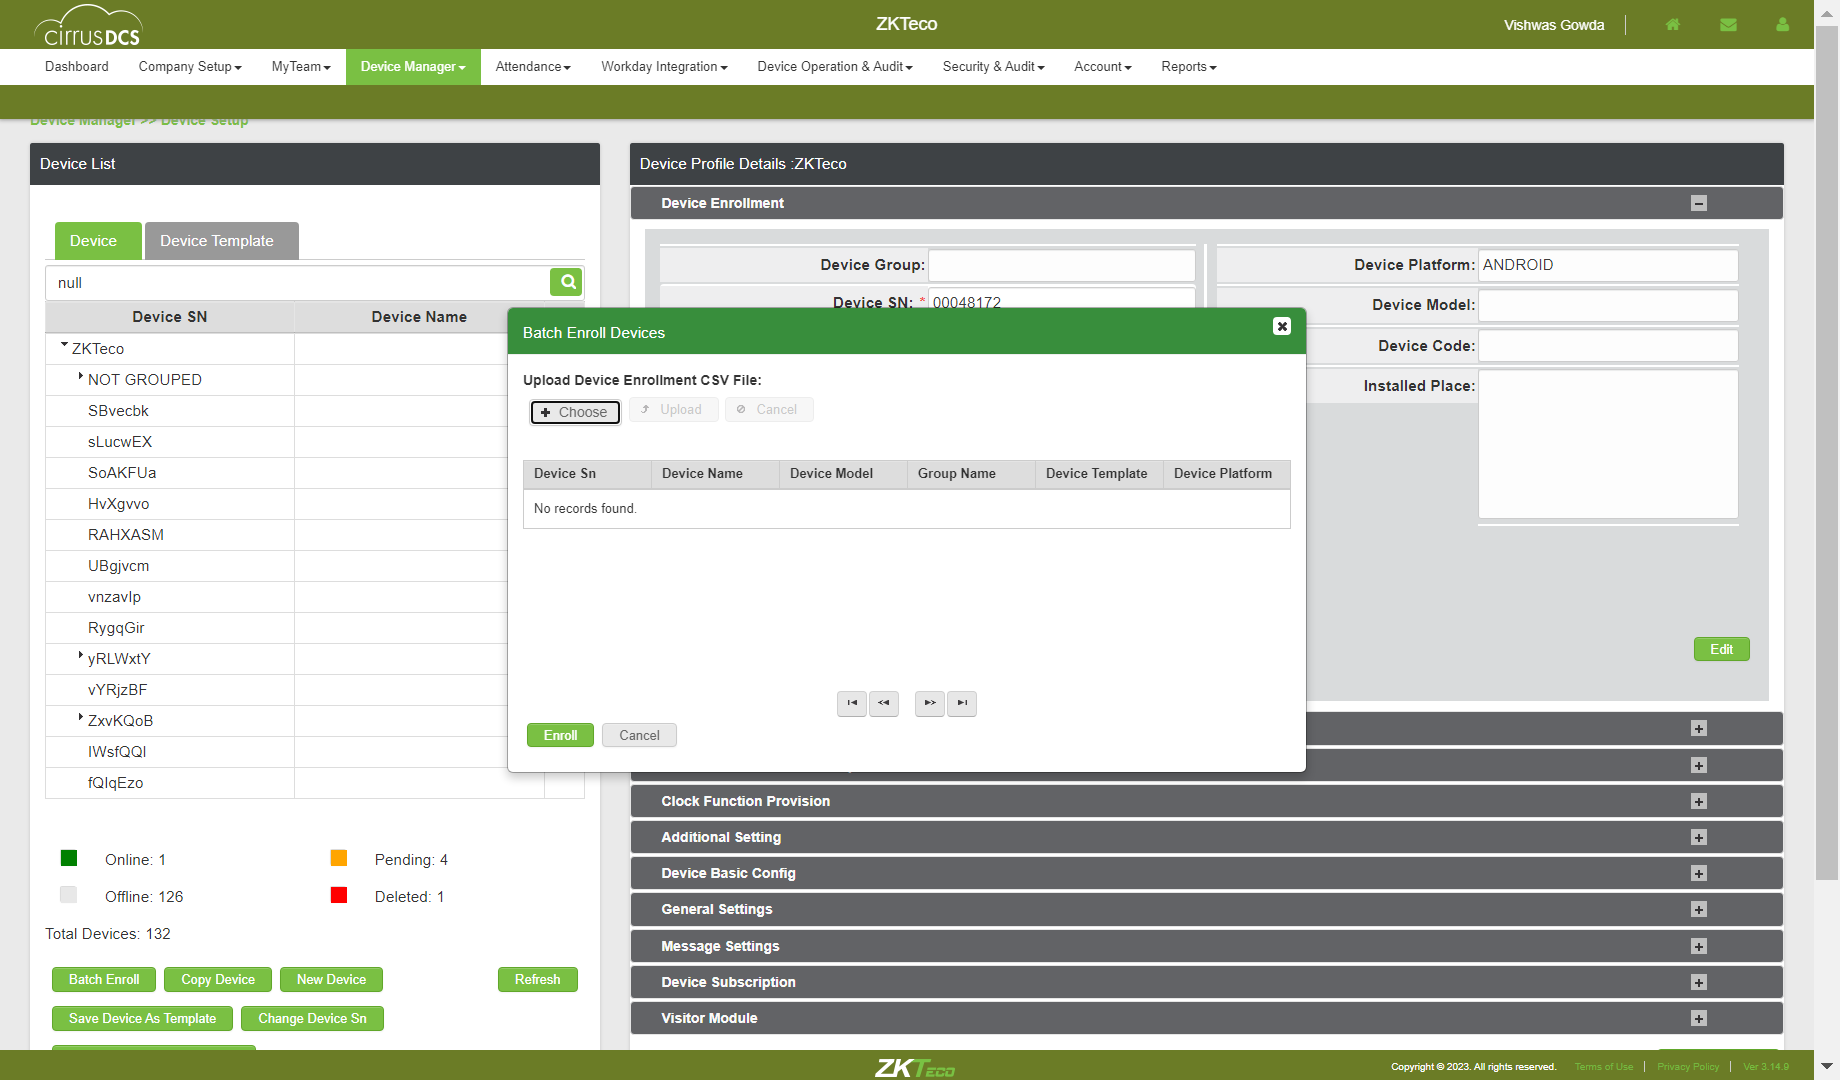 cirrusDCS
ZKTeco
Vishwas Gowda
Dashboard
Company Setup
MyTeam
Device Manager
Attendance
Workday Integration
Device Operation & Audit
Security & Audit
Account
Reports
Device Manager >> Device Setup
Device List
Device
Device Template
null
Device SN
Device Name
ZKTeco
NOT GROUPED
SBvecbk
sLucwEX
SoAKFUa
HvXgvvo
RAHXASM
UBgjvcm
vnzavIp
RygqGir
yRLWxtY
vYRjzBF
ZxvKQoB
IWsfQQI
fQIqEzo
Online: 1
Pending: 4
Offline: 126
Deleted: 1
Total Devices: 132
Batch Enroll
Copy Device
New Device
Refresh
Save Device As Template
Change Device Sn
Device Profile Details :ZKTeco
Device Enrollment
Device Group:
Device Platform: ANDROID
Device SN: * 00048172
Device Model:
Device Code:
Installed Place:
Edit
Batch Enroll Devices
Upload Device Enrollment CSV File:
Choose
Upload
Cancel
Device Sn
Device Name
Device Model
Group Name
Device Template
Device Platform
No records found.
Enroll
Cancel
Clock Function Provision
Additional Setting
Device Basic Config
General Settings
Message Settings
Device Subscription
Visitor Module
ZKTeco
Copyright © 2023. All rights reserved.
Terms of Use
Privacy Policy
Ver 3.14.9